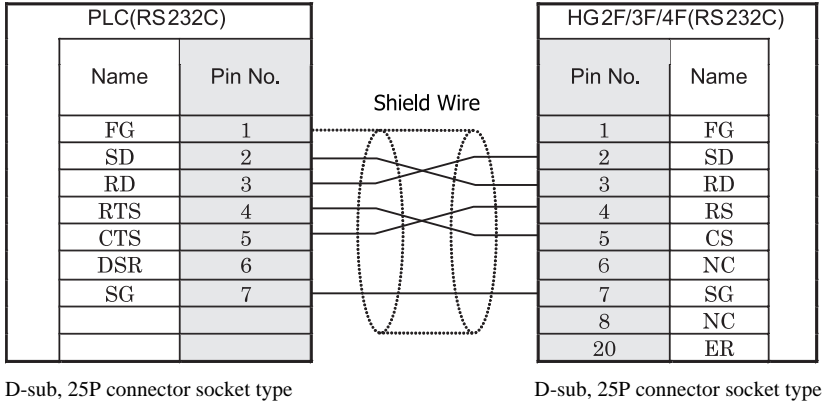 PLC(RS232C) HG2F/3F/4F(RS232C)
Name Pin No. Pin No. Name
Shield Wire
FG 1 1 FG
SD 2 2 SD
RD 3 3 RD
RTS 4 4 RS
CTS 5 5 CS
DSR 6 6 NC
SG 7 7 SG
8 NC
20 ER
D-sub, 25P connector socket type D-sub, 25P connector socket type